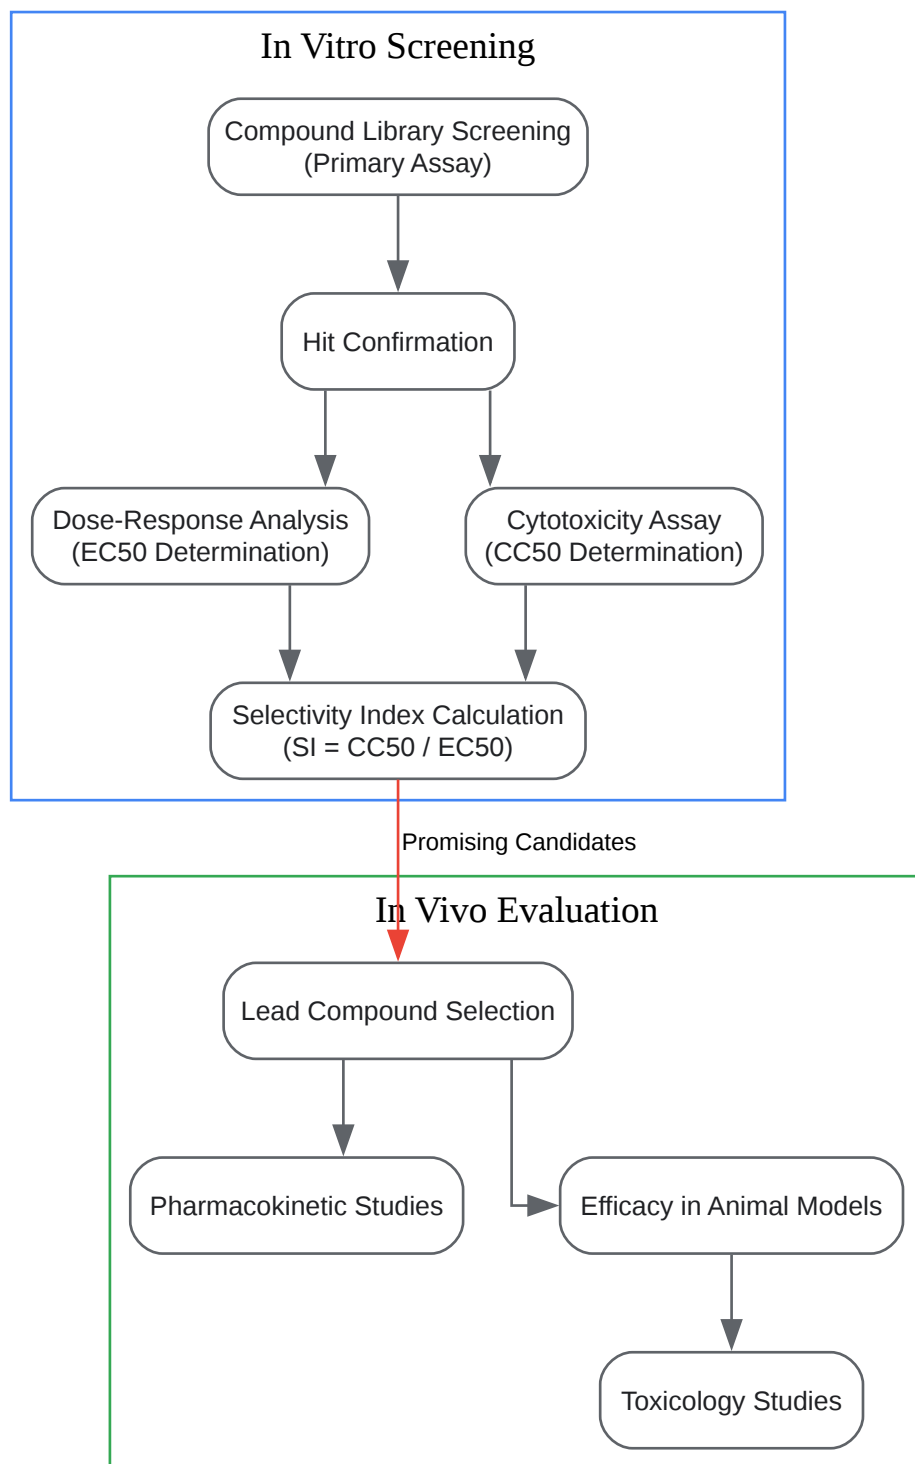 In Vitro Screening
Compound Library Screening
(Primary Assay)
Hit Confirmation
Dose-Response Analysis
(EC50 Determination)
Cytotoxicity Assay
(CC50 Determination)
Selectivity Index Calculation
(SI = CC50 / EC50)
Promising Candidates
In Vivo Evaluation
Lead Compound Selection
Pharmacokinetic Studies
Efficacy in Animal Models
Toxicology Studies